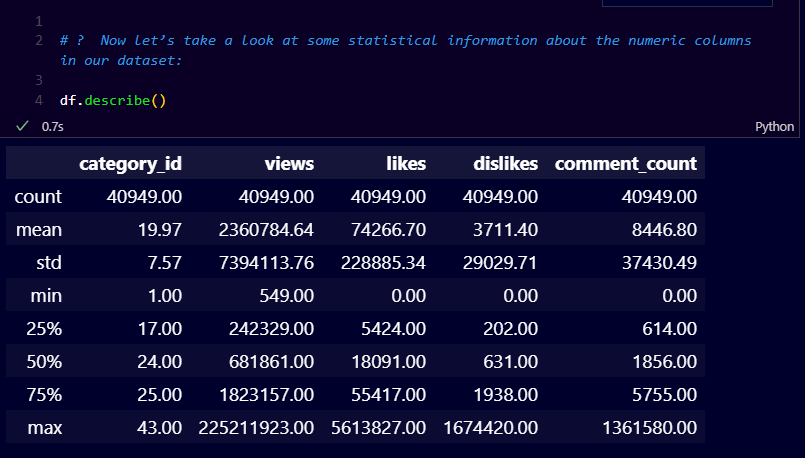 1
2 # ?  Now let’s take a look at some statistical information about the numeric columns
in our dataset:
3
4 df.describe()
✓ 0.7s Python
category_id views likes dislikes comment_count
count 40949.00 40949.00 40949.00 40949.00 40949.00
mean 19.97 2360784.64 74266.70 3711.40 8446.80
std 7.57 7394113.76 228885.34 29029.71 37430.49
min 1.00 549.00 0.00 0.00 0.00
25% 17.00 242329.00 5424.00 202.00 614.00
50% 24.00 681861.00 18091.00 631.00 1856.00
75% 25.00 1823157.00 55417.00 1938.00 5755.00
max 43.00 225211923.00 5613827.00 1674420.00 1361580.00